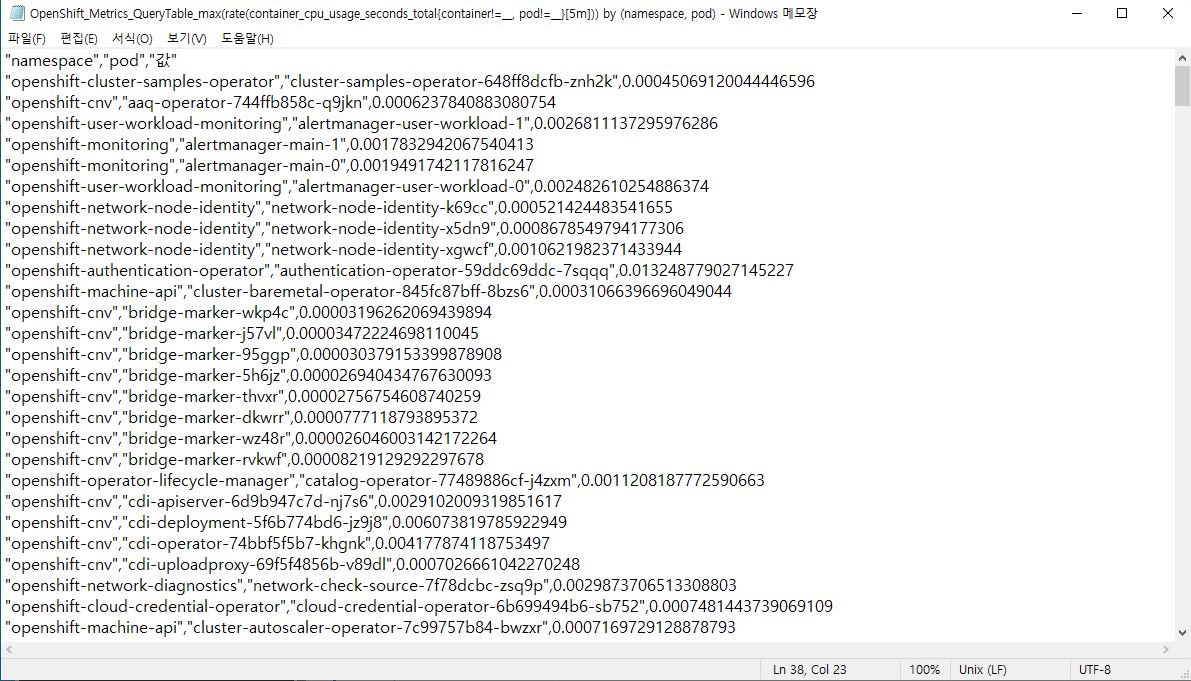 OpenShift_Metrics_QueryTable_max(rate(container_cpu_usage_seconds_total{container!=__, pod!=__}[5m])) by (namespace, pod) - Windows 메모장
파일(F) 편집(E) 서식(O) 보기(V) 도움말(H)
"namespace","pod","값"
"openshift-cluster-samples-operator","cluster-samples-operator-648ff8dcfb-znh2k",0.00045069120044446596
"openshift-cnv","aaq-operator-744ffb858c-q9jkn",0.0006237840883080754
"openshift-user-workload-monitoring","alertmanager-user-workload-1",0.0026811137295976286
"openshift-monitoring","alertmanager-main-1",0.0017832942067540413
"openshift-monitoring","alertmanager-main-0",0.0019491742117816247
"openshift-user-workload-monitoring","alertmanager-user-workload-0",0.002482610254886374
"openshift-network-node-identity","network-node-identity-k69cc",0.000521424483541655
"openshift-network-node-identity","network-node-identity-x5dn9",0.0008678549794177306
"openshift-network-node-identity","network-node-identity-xgwcf",0.0010621982371433944
"openshift-authentication-operator","authentication-operator-59ddc69ddc-7sqqq",0.013248779027145227
"openshift-machine-api","cluster-baremetal-operator-845fc87bff-8bzs6",0.00031066396696049044
"openshift-cnv","bridge-marker-wkp4c",0.00003196262069439894
"openshift-cnv","bridge-marker-j57vl",0.00003472224698110045
"openshift-cnv","bridge-marker-95ggp",0.000030379153399878908
"openshift-cnv","bridge-marker-5h6jz",0.000026940434767630093
"openshift-cnv","bridge-marker-thvxr",0.00002756754608740259
"openshift-cnv","bridge-marker-dkwrr",0.0000777118793895372
"openshift-cnv","bridge-marker-wz48r",0.000026046003142172264
"openshift-cnv","bridge-marker-rvkwf",0.00008219129292297678
"openshift-operator-lifecycle-manager","catalog-operator-77489886cf-j4zxm",0.0011208187772590663
"openshift-cnv","cdi-apiserver-6d9b947c7d-nj7s6",0.0029102009319851617
"openshift-cnv","cdi-deployment-5f6b774bd6-jz9j8",0.006073819785922949
"openshift-cnv","cdi-operator-74bbf5f5b7-khgnk",0.004177874118753497
"openshift-cnv","cdi-uploadproxy-69f5f4856b-v89dl",0.0007026661042270248
"openshift-network-diagnostics","network-check-source-7f78dcbc-zsq9p",0.0029873706513308803
"openshift-cloud-credential-operator","cloud-credential-operator-6b699494b6-sb752",0.0007481443739069109
"openshift-machine-api","cluster-autoscaler-operator-7c99757b84-bwzxr",0.0007169729128878793
Ln 38, Col 23 100% Unix (LF) UTF-8